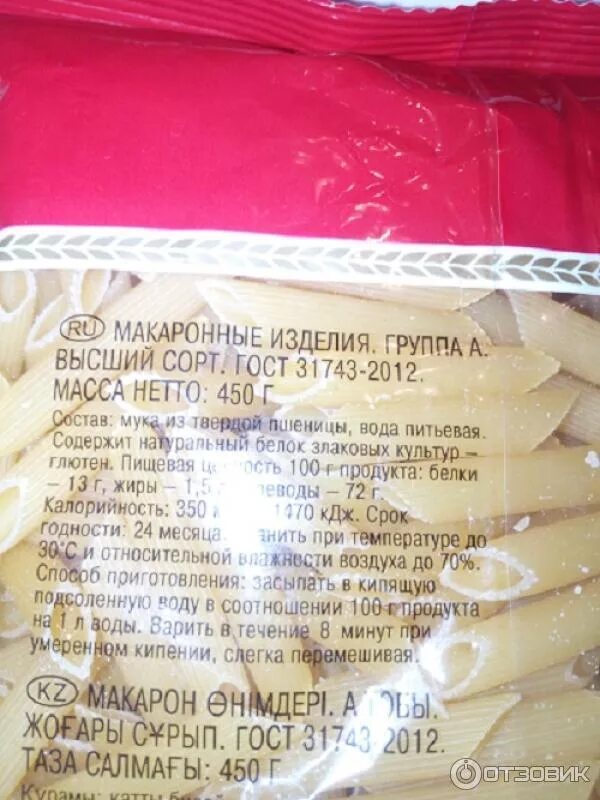 RU МАКАРОННЫЕ ИЗДЕЛИЯ. ГРУППА А.
ВЫСШИЙ СОРТ. ГОСТ 31743-2012.
МАССА НЕТТО: 450 Г
Состав: мука из твердой пшеницы, вода питьевая.
Содержит натуральный белок злаковых культур –
глютен. Пищевая ценность 100 г продукта: белки
– 13 г, жиры – 1,5 г, углеводы – 72 г.
Калорийность: 350 1470 кДж. Срок
годности: 24 месяца. Хранить при температуре до
30°С и относительной влажности воздуха до 70%.
Способ приготовления: засыпать в кипящую
подсоленную воду в соотношении 100 г продукта
на 1 л воды. Варить в течение 8 минут при
умеренном кипении, слегка перемешивая.
KZ МАКАРОН ӨНІМДЕРІ. А ТОБЫ.
ЖОҒАРЫ СҰРЫП. ГОСТ 31743-2012.
ТАЗА САЛМАҒЫ: 450 Г
Құрамы: қатты
ОТЗОВИК